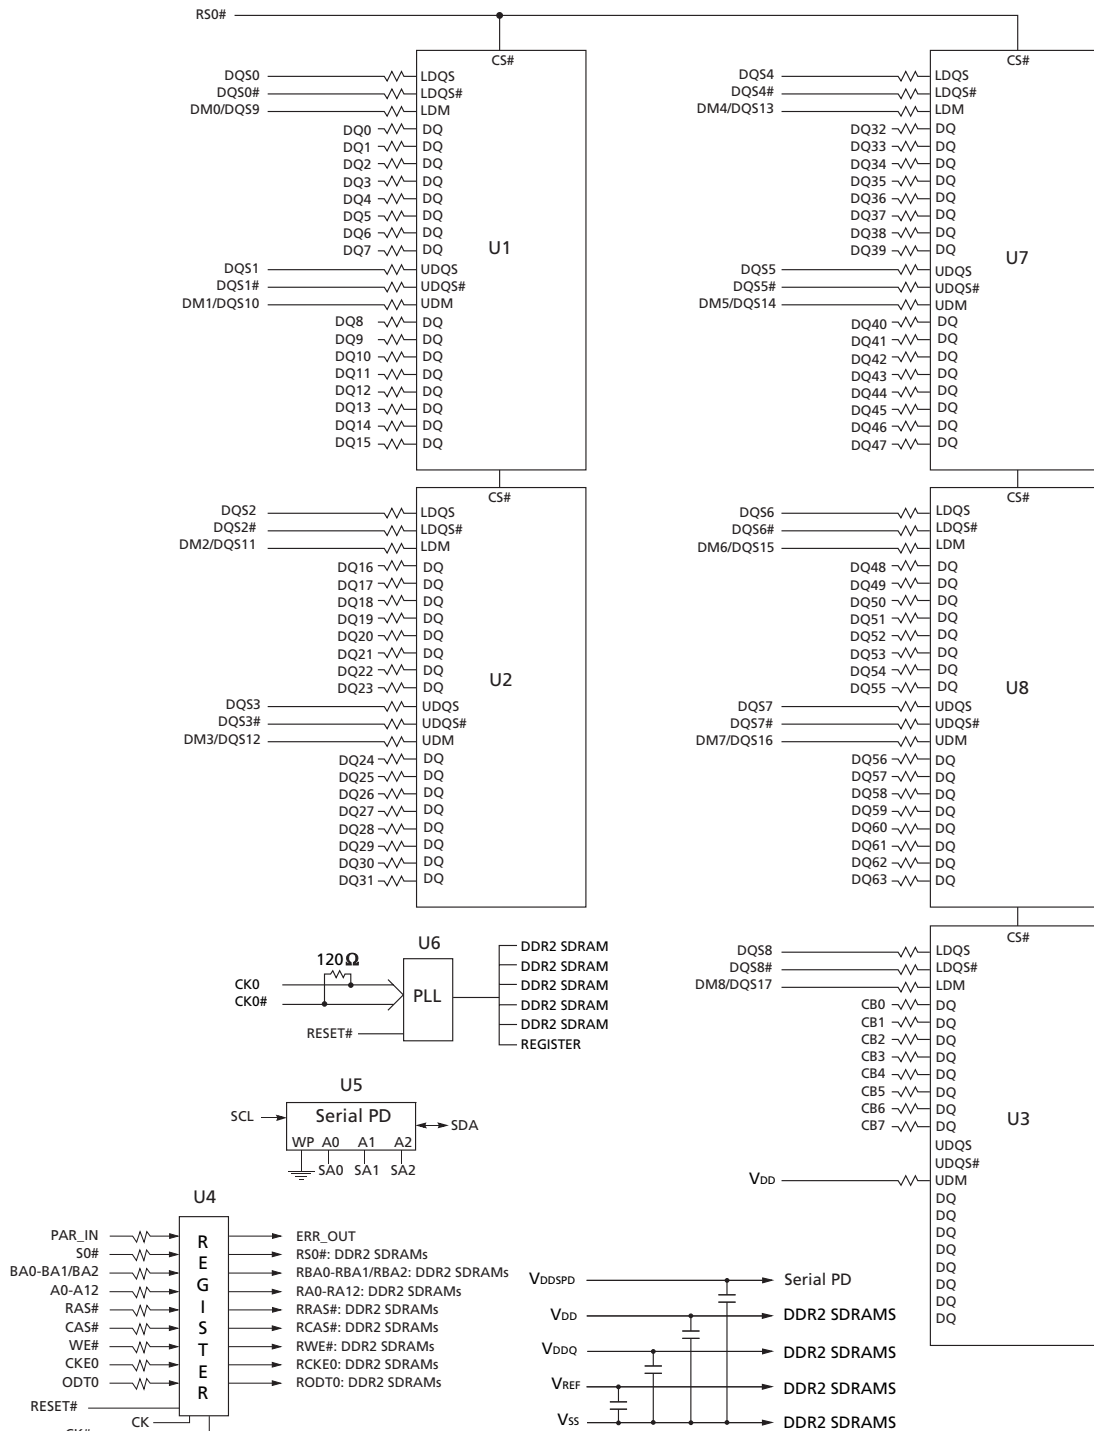 RS0#
CS#
DQS0 LDQS
DQS0# LDQS#
DM0/DQS9 LDM
DQ0 DQ
DQ1 DQ
DQ2 DQ
DQ3 DQ
DQ4 DQ
DQ5 DQ
DQ6 DQ
DQ7 DQ
U1
DQS1 UDQS
DQS1# UDQS#
DM1/DQS10 UDM
DQ8 DQ
DQ9 DQ
DQ10 DQ
DQ11 DQ
DQ12 DQ
DQ13 DQ
DQ14 DQ
DQ15 DQ
CS#
DQS2 LDQS
DQS2# LDQS#
DM2/DQS11 LDM
DQ16 DQ
DQ17 DQ
DQ18 DQ
DQ19 DQ
DQ20 DQ
DQ21 DQ
DQ22 DQ
DQ23 DQ
U2
DQS3 UDQS
DQS3# UDQS#
DM3/DQS12 UDM
DQ24 DQ
DQ25 DQ
DQ26 DQ
DQ27 DQ
DQ28 DQ
DQ29 DQ
DQ30 DQ
DQ31 DQ
CS#
DQS4 LDQS
DQS4# LDQS#
DM4/DQS13 LDM
DQ32 DQ
DQ33 DQ
DQ34 DQ
DQ35 DQ
DQ36 DQ
DQ37 DQ
DQ38 DQ
DQ39 DQ
U7
DQS5 UDQS
DQS5# UDQS#
DM5/DQS14 UDM
DQ40 DQ
DQ41 DQ
DQ42 DQ
DQ43 DQ
DQ44 DQ
DQ45 DQ
DQ46 DQ
DQ47 DQ
CS#
DQS6 LDQS
DQS6# LDQS#
DM6/DQS15 LDM
DQ48 DQ
DQ49 DQ
DQ50 DQ
DQ51 DQ
DQ52 DQ
DQ53 DQ
DQ54 DQ
DQ55 DQ
U8
DQS7 UDQS
DQS7# UDQS#
DM7/DQS16 UDM
DQ56 DQ
DQ57 DQ
DQ58 DQ
DQ59 DQ
DQ60 DQ
DQ61 DQ
DQ62 DQ
DQ63 DQ
CS#
DQS8 LDQS
DQS8# LDQS#
DM8/DQS17 LDM
CB0 DQ
CB1 DQ
CB2 DQ
CB3 DQ
CB4 DQ
CB5 DQ
CB6 DQ
CB7 DQ
U3
UDQS
UDQS#
VDD UDM
DQ
DQ
DQ
DQ
DQ
DQ
DQ
DQ
U6
120Ω
CK0
CK0#
PLL
RESET#
DDR2 SDRAM
DDR2 SDRAM
DDR2 SDRAM
DDR2 SDRAM
DDR2 SDRAM
REGISTER
U5
SCL Serial PD SDA
WP A0 A1 A2
SA0 SA1 SA2
U4
REGISTER
PAR_IN ERR_OUT
S0# RS0#: DDR2 SDRAMs
BA0-BA1/BA2 RBA0-RBA1/RBA2: DDR2 SDRAMs
A0-A12 RA0-RA12: DDR2 SDRAMs
RAS# RRAS#: DDR2 SDRAMs
CAS# RCAS#: DDR2 SDRAMs
WE# RWE#: DDR2 SDRAMs
CKE0 RCKE0: DDR2 SDRAMs
ODT0 RODT0: DDR2 SDRAMs
RESET#
CK
VDDSPD Serial PD
VDD DDR2 SDRAMS
VDDQ DDR2 SDRAMS
VREF DDR2 SDRAMS
VSS DDR2 SDRAMS